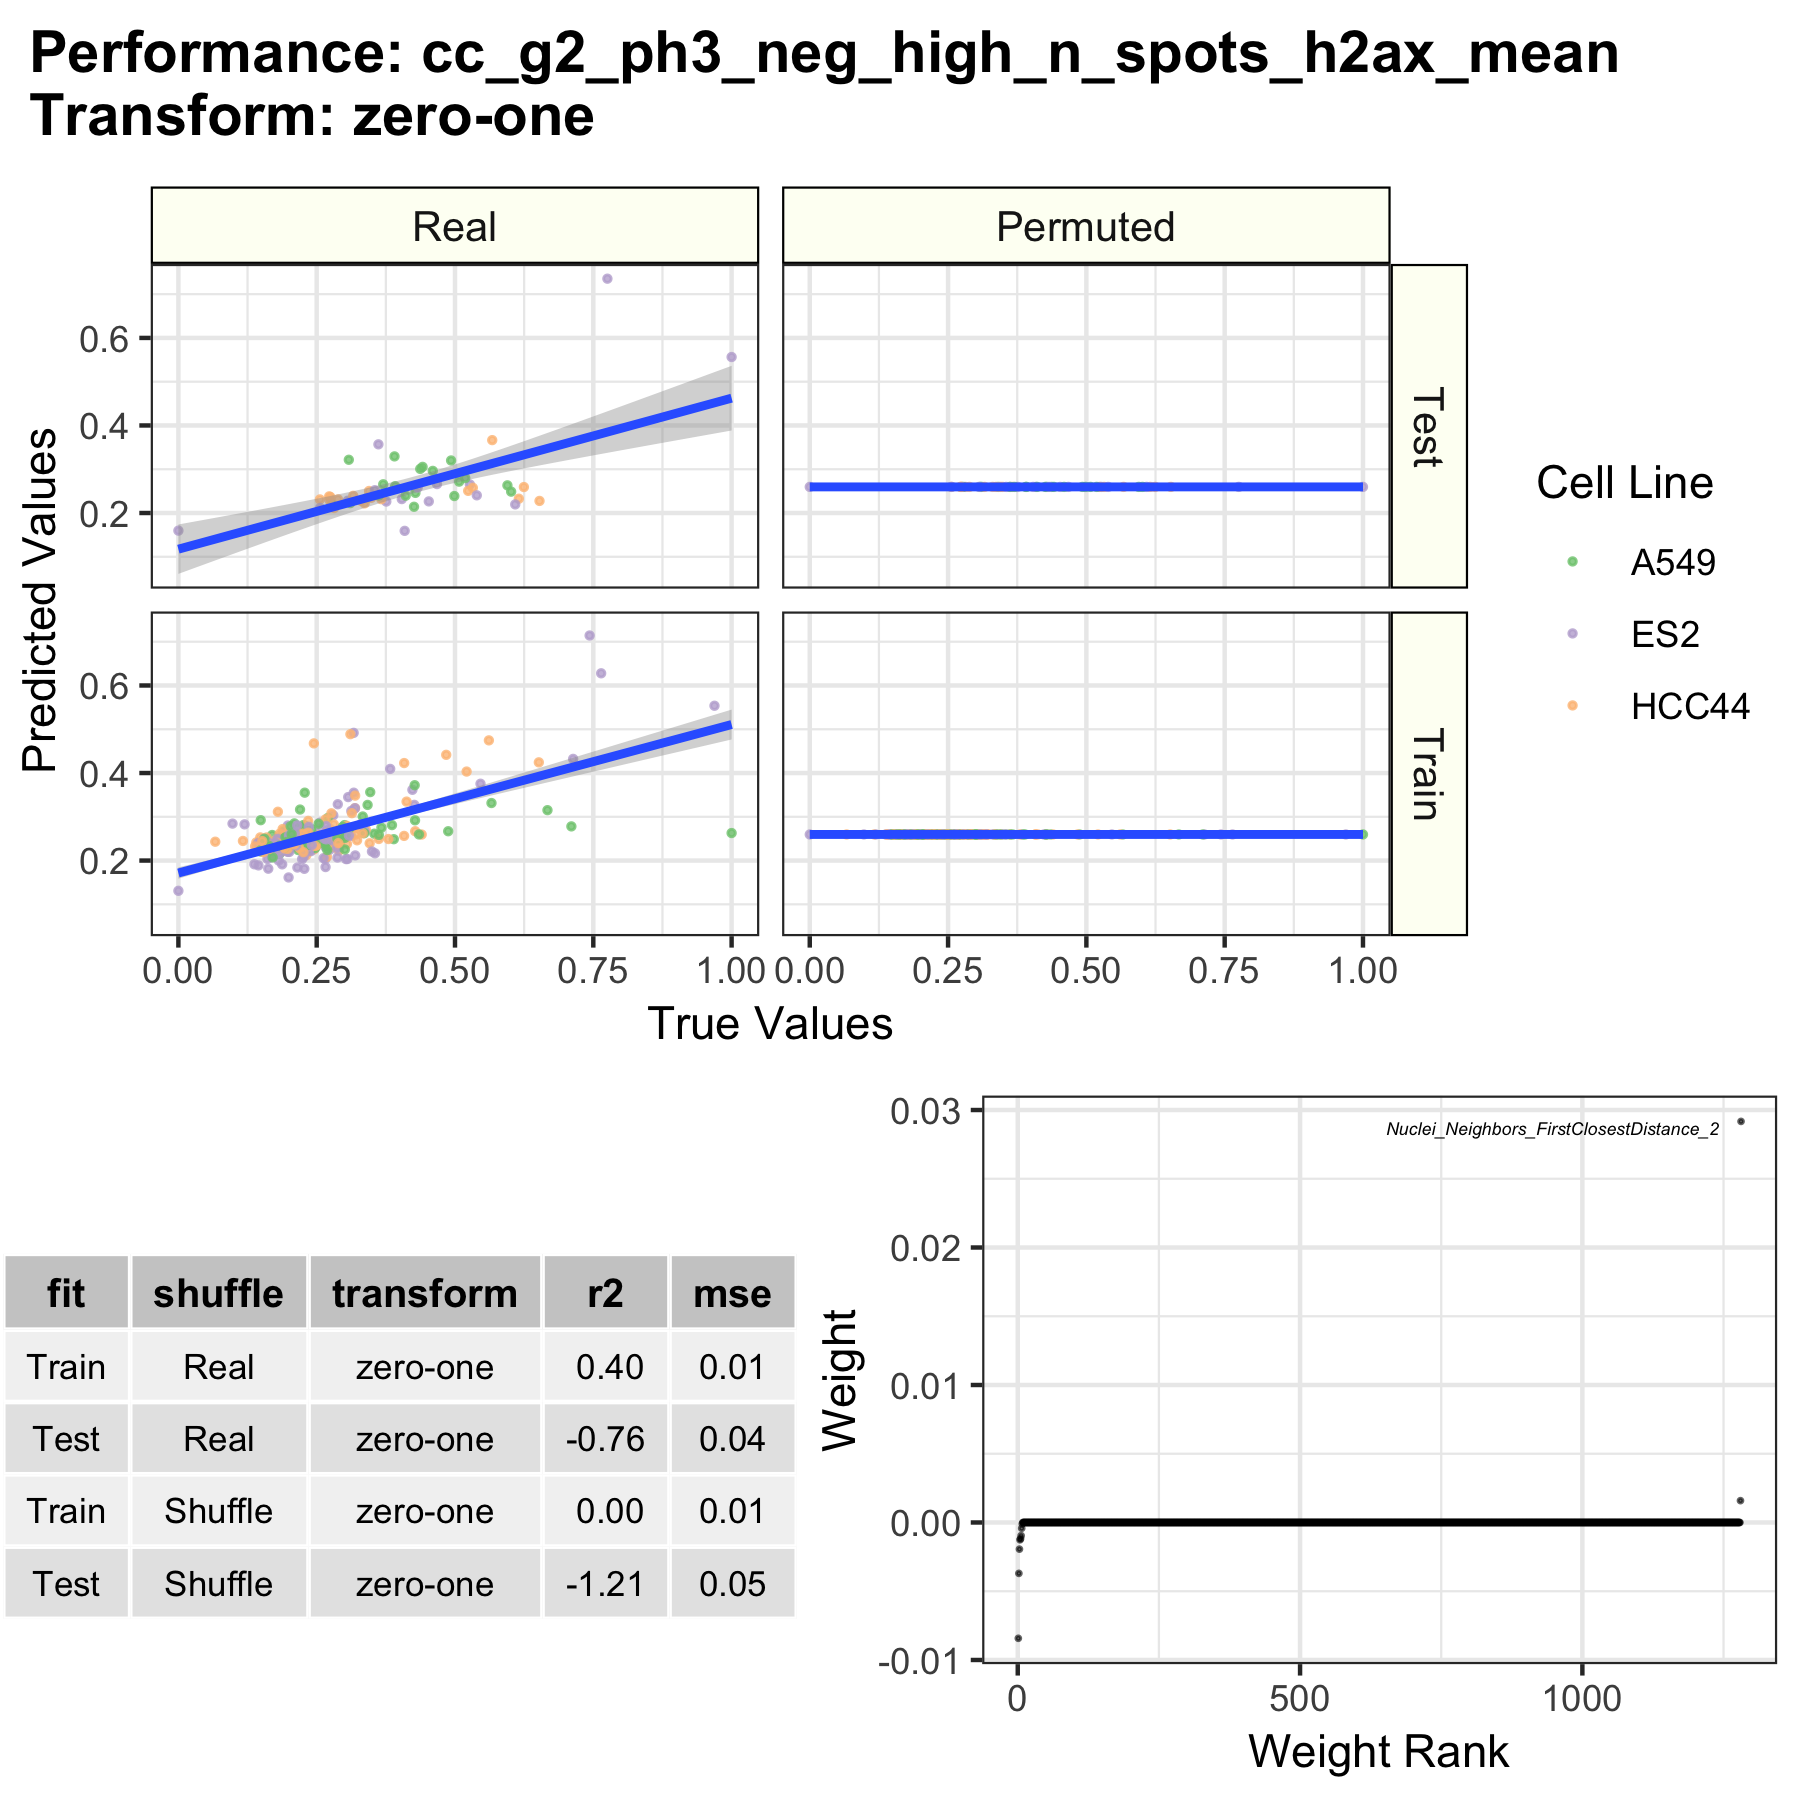 Performance: cc_g2_ph3_neg_high_n_spots_h2ax_mean
Transform: zero-one
Real
Permuted
0.6
0.4
0.2
Test
0.6
0.4
0.2
Train
Predicted Values
0.00 0.25 0.50 0.75 1.00 0.00 0.25 0.50 0.75 1.00
True Values
Cell Line
A549
ES2
HCC44
fit shuffle transform r2 mse
Train Real zero-one 0.40 0.01
Test Real zero-one -0.76 0.04
Train Shuffle zero-one 0.00 0.01
Test Shuffle zero-one -1.21 0.05
Weight
0.03
0.02
0.01
0.00
-0.01
Nuclei_Neighbors_FirstClosestDistance_2
0 500 1000
Weight Rank